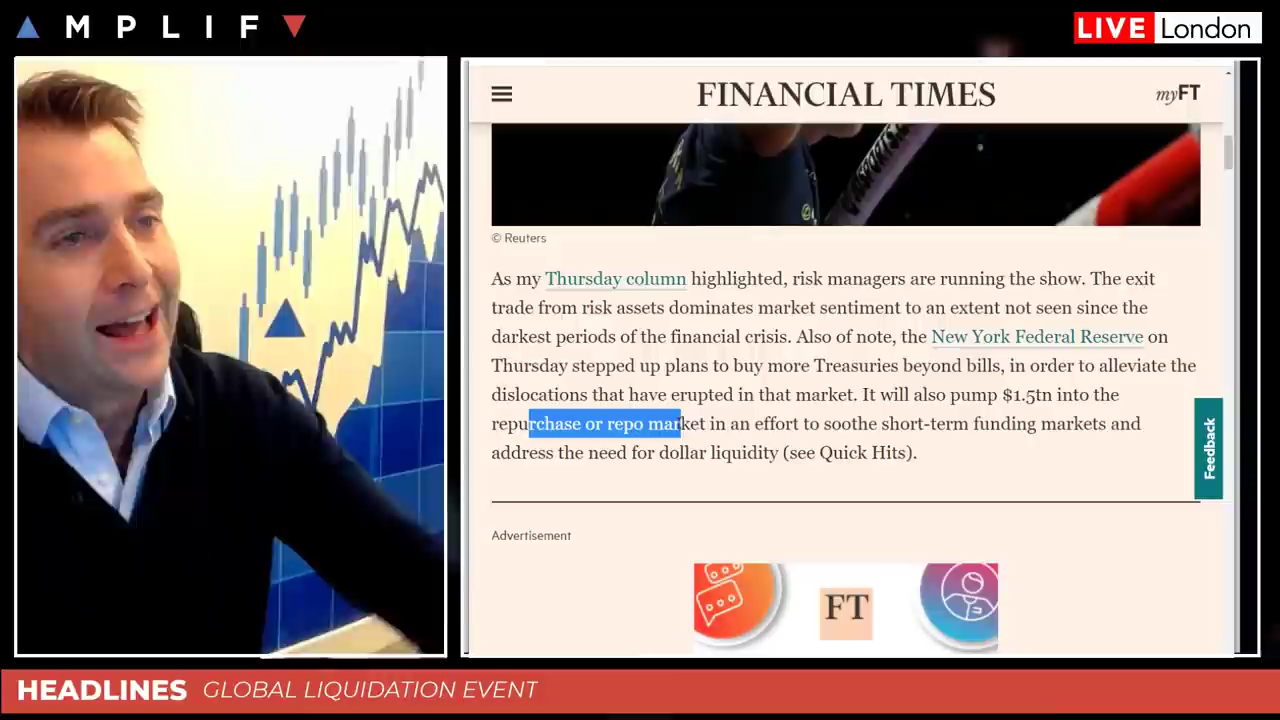 MPLIF
LIVE London
FINANCIAL TIMES
myFT
© Reuters
As my Thursday column highlighted, risk managers are running the show. The exit
trade from risk assets dominates market sentiment to an extent not seen since the
darkest periods of the financial crisis. Also of note, the New York Federal Reserve on
Thursday stepped up plans to buy more Treasuries beyond bills, in order to alleviate the
dislocations that have erupted in that market. It will also pump $1.5tn into the
repurchase or repo market in an effort to soothe short-term funding markets and
address the need for dollar liquidity (see Quick Hits).
Feedback
Advertisement
FT
HEADLINES GLOBAL LIQUIDATION EVENT